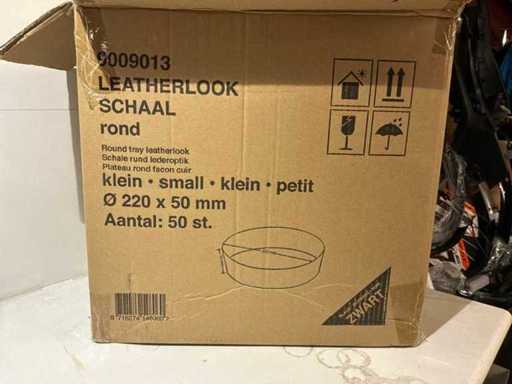 9009013
LEATHERLOOK
SCHAAL
rond
Round tray leatherlook
Schale rund lederoptik
Plateau rond facon cuir
klein • small • klein • petit
Ø 220 x 50 mm
Aantal: 50 st.
ZWART